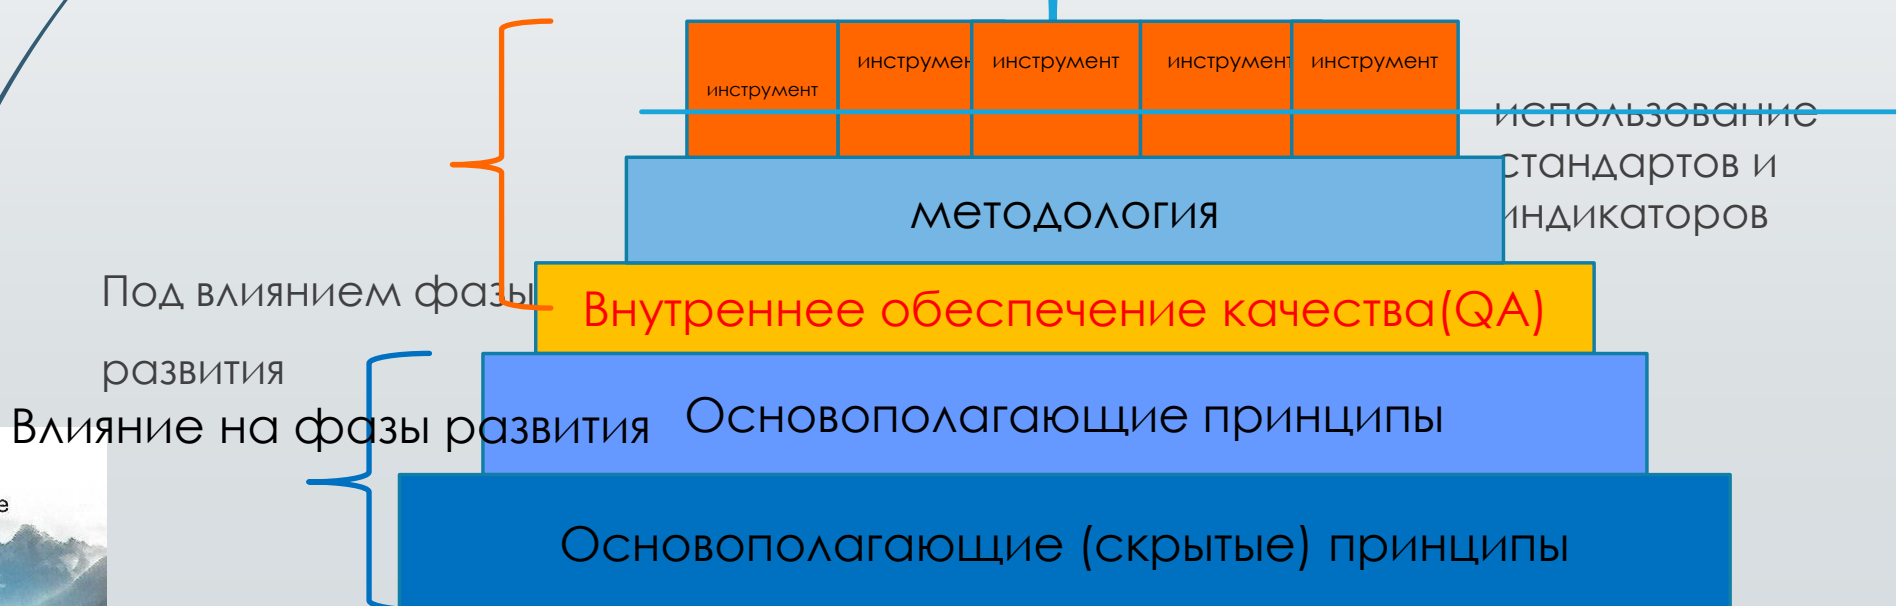 инструмент
инструмен
инструмент
инструмент
инструмент
использование
стандартов и
индикаторов
методология
Под влиянием фазы
развития
Внутреннее обеспечение качества(QA)
Влияние на фазы развития
Основополагающие принципы
Основополагающие (скрытые) принципы